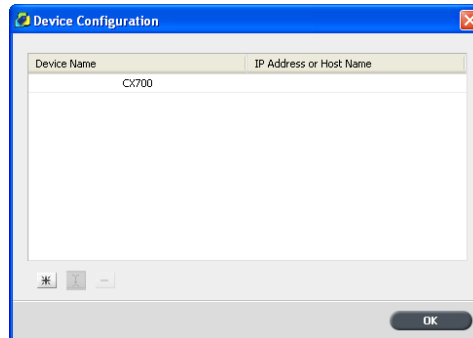 Device Configuration
Device Name IP Address or Host Name
CX700
OK